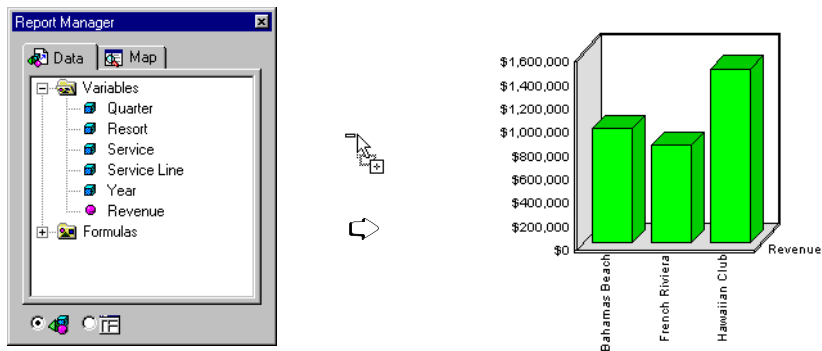 Report Manager
Data Map
Variables
Quarter
Resort
Service
Service Line
Year
Revenue
Formulas
$1,600,000
$1,400,000
$1,200,000
$1,000,000
$800,000
$600,000
$400,000
$200,000
$0
Revenue
Bahamas Beach
French Riviera
Hawaiian Club